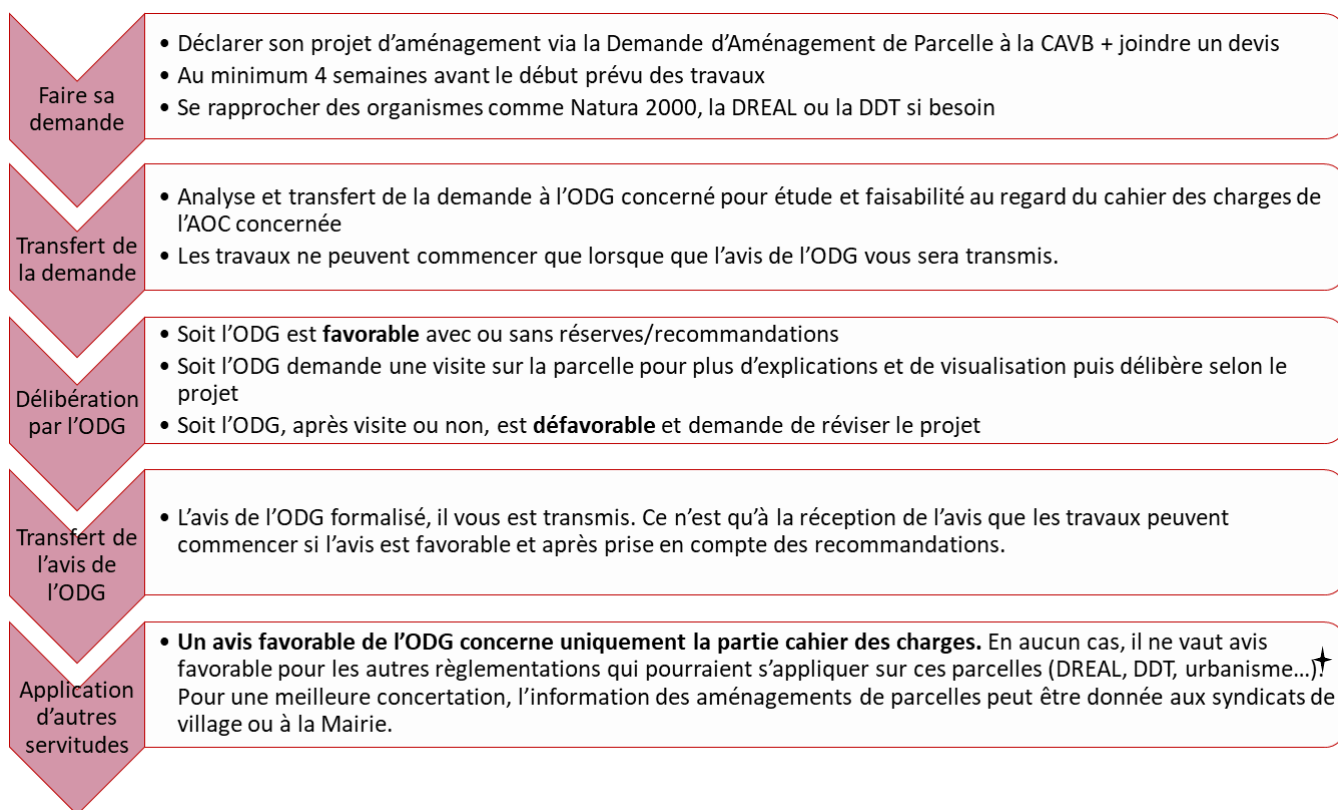 Faire sa
demande
• Déclarer son projet d'aménagement via la Demande d'Aménagement de Parcelle à la CAVB + joindre un devis
• Au minimum 4 semaines avant le début prévu des travaux
• Se rapprocher des organismes comme Natura 2000, la DREAL ou la DDT si besoin
Transfert de
la demande
• Analyse et transfert de la demande à l'ODG concerné pour étude et faisabilité au regard du cahier des charges de
l'AOC concernée
• Les travaux ne peuvent commencer que lorsque que l'avis de l'ODG vous sera transmis.
Délibération
par l'ODG
• Soit l'ODG est favorable avec ou sans réserves/recommandations
• Soit l'ODG demande une visite sur la parcelle pour plus d'explications et de visualisation puis délibère selon le
projet
• Soit l'ODG, après visite ou non, est défavorable et demande de réviser le projet
Transfert de
l'avis de
l'ODG
• L'avis de l'ODG formalisé, il vous est transmis. Ce n'est qu'à la réception de l'avis que les travaux peuvent
commencer si l'avis est favorable et après prise en compte des recommandations.
Application
d'autres
servitudes
• Un avis favorable de l'ODG concerne uniquement la partie cahier des charges. En aucun cas, il ne vaut avis
favorable pour les autres règlementations qui pourraient s'appliquer sur ces parcelles (DREAL, DDT, urbanisme…).
Pour une meilleure concertation, l'information des aménagements de parcelles peut être donnée aux syndicats de
village ou à la Mairie.